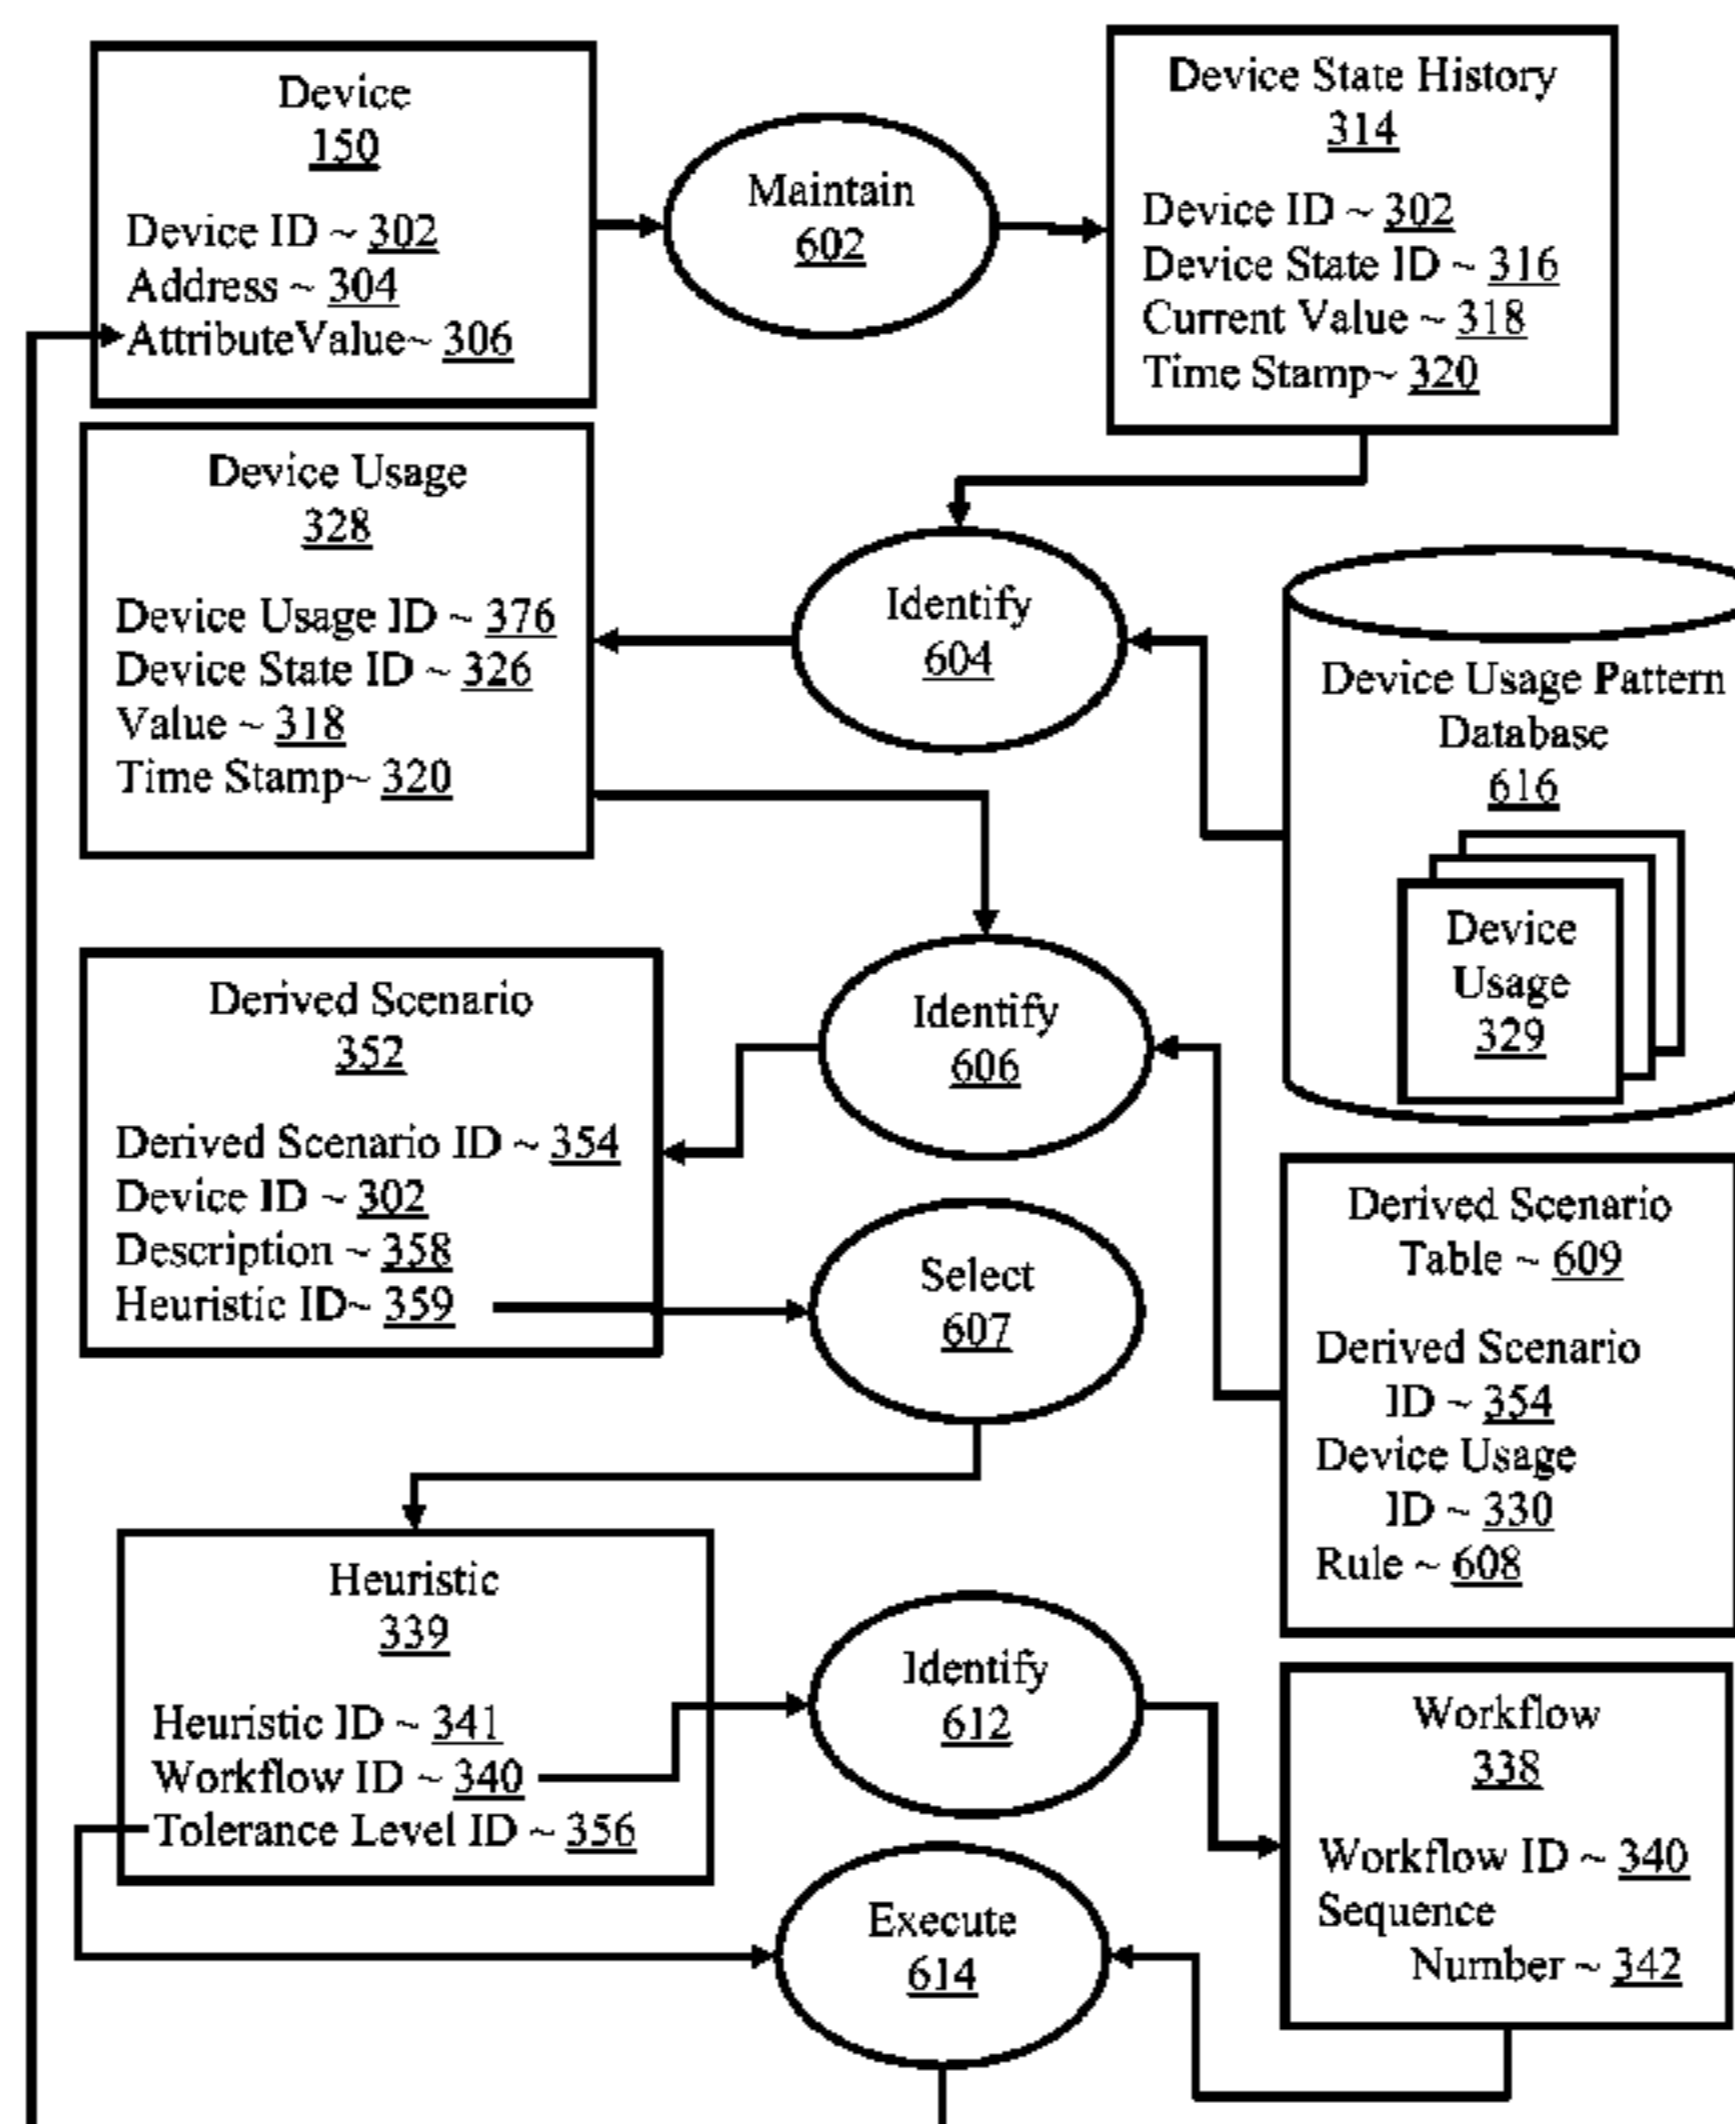 Device
150
Device ID ~ 302
Address ~ 304
AttributeValue~ 306
Maintain
602
Device State History
314
Device ID ~ 302
Device State ID ~ 316
Current Value ~ 318
Time Stamp~ 320
Device Usage
328
Device Usage ID ~ 376
Device State ID ~ 326
Value ~ 318
Time Stamp~ 320
Identify
604
Device Usage Pattern
Database
616
Device
Usage
329
Derived Scenario
352
Derived Scenario ID ~ 354
Device ID ~ 302
Description ~ 358
Heuristic ID~ 359
Identify
606
Select
607
Derived Scenario
Table ~ 609
Derived Scenario
ID ~ 354
Device Usage
ID ~ 330
Rule ~ 608
Heuristic
339
Heuristic ID ~ 341
Workflow ID ~ 340
Tolerance Level ID ~ 356
Identify
612
Execute
614
Workflow
338
Workflow ID ~ 340
Sequence
Number ~ 342